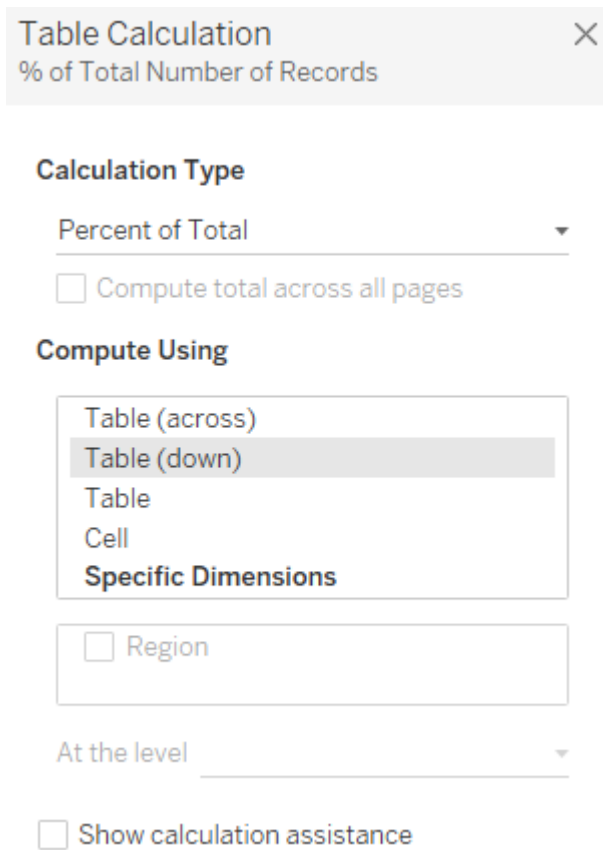 Table Calculation
% of Total Number of Records
Calculation Type
Percent of Total
Compute total across all pages
Compute Using
Table (across)
Table (down)
Table
Cell
Specific Dimensions
Region
At the level
Show calculation assistance